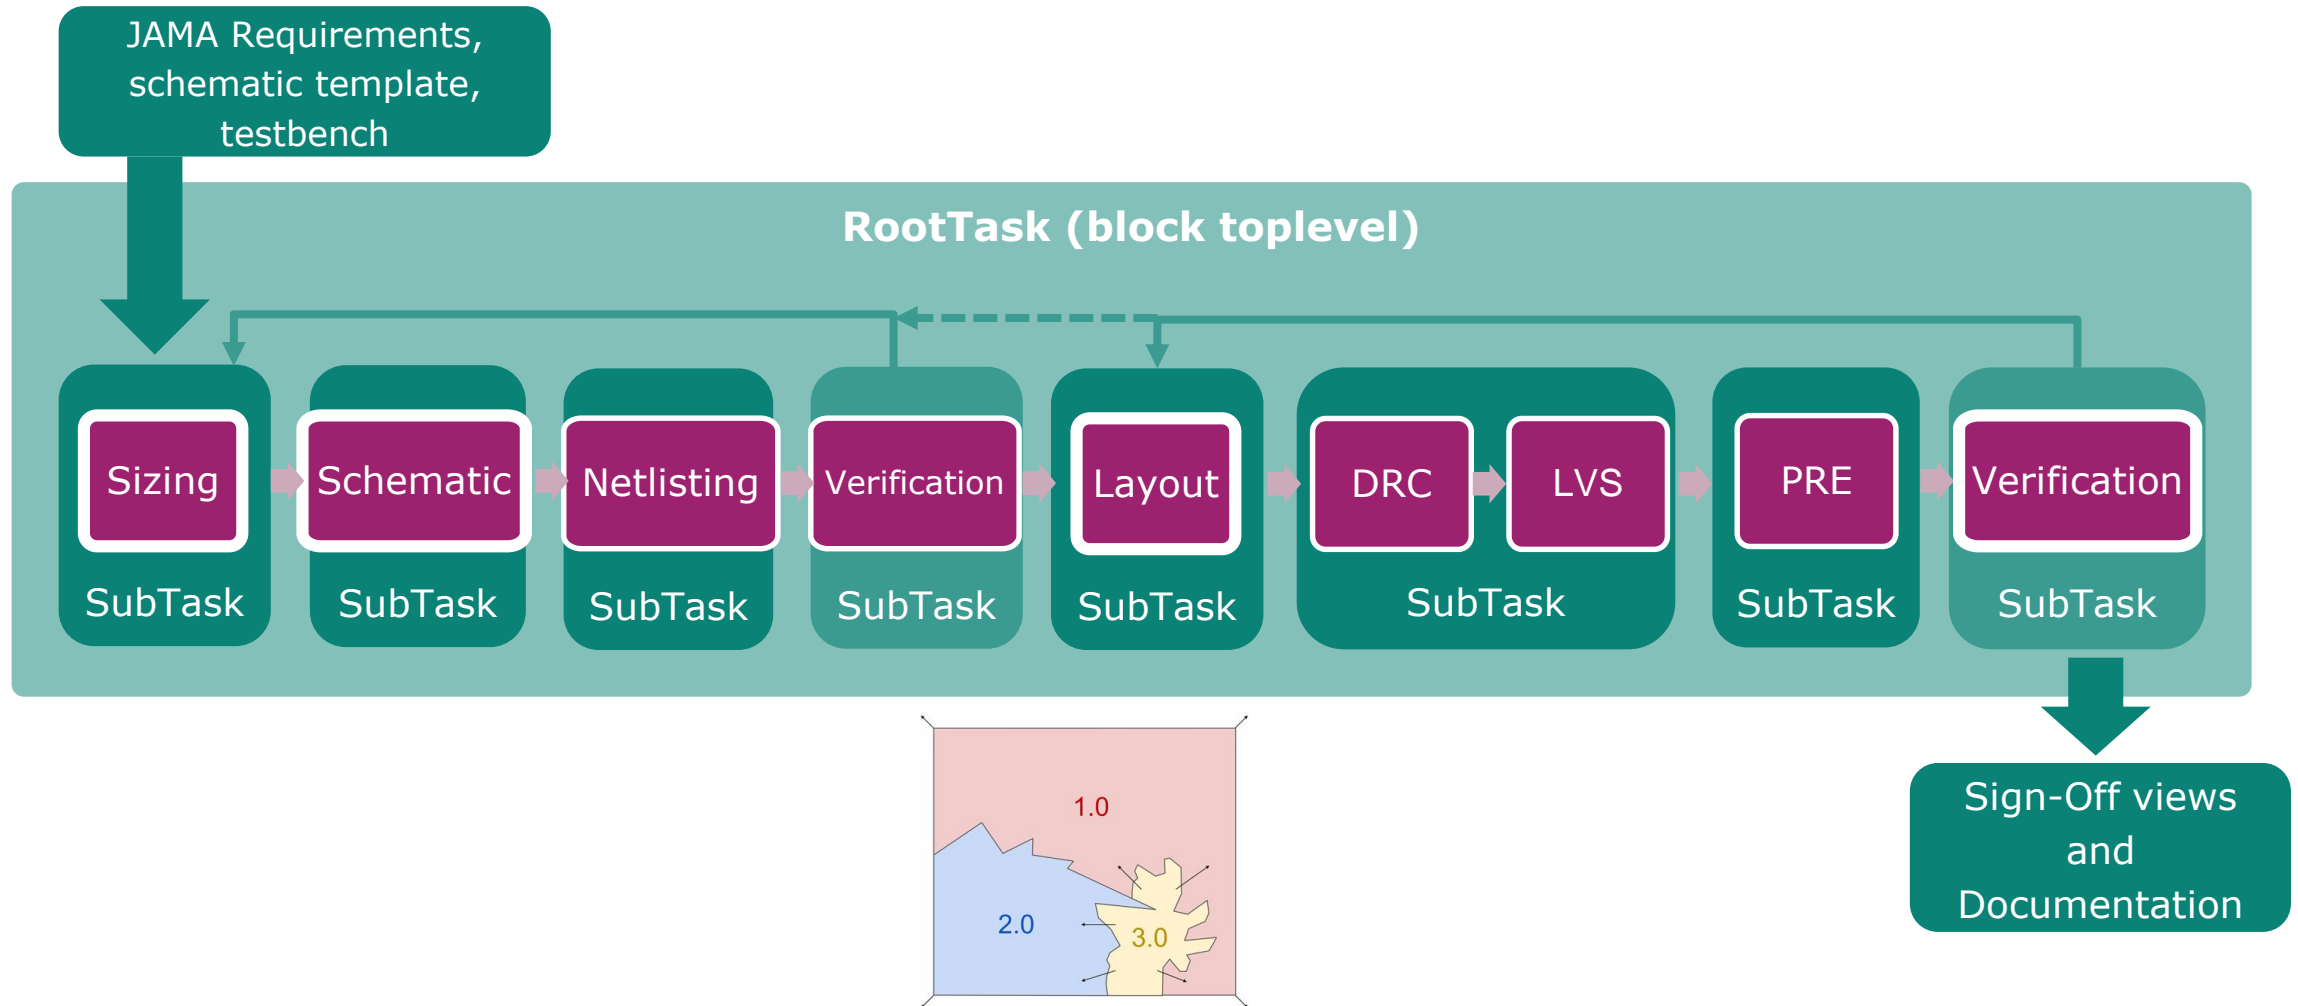 JAMA Requirements,
schematic template,
testbench
RootTask (block toplevel)
Sizing
SubTask
Schematic
SubTask
Netlisting
SubTask
Verification
SubTask
Layout
SubTask
DRC
LVS
SubTask
PRE
SubTask
Verification
SubTask
1.0
2.0
3.0
Sign-Off views
and
Documentation